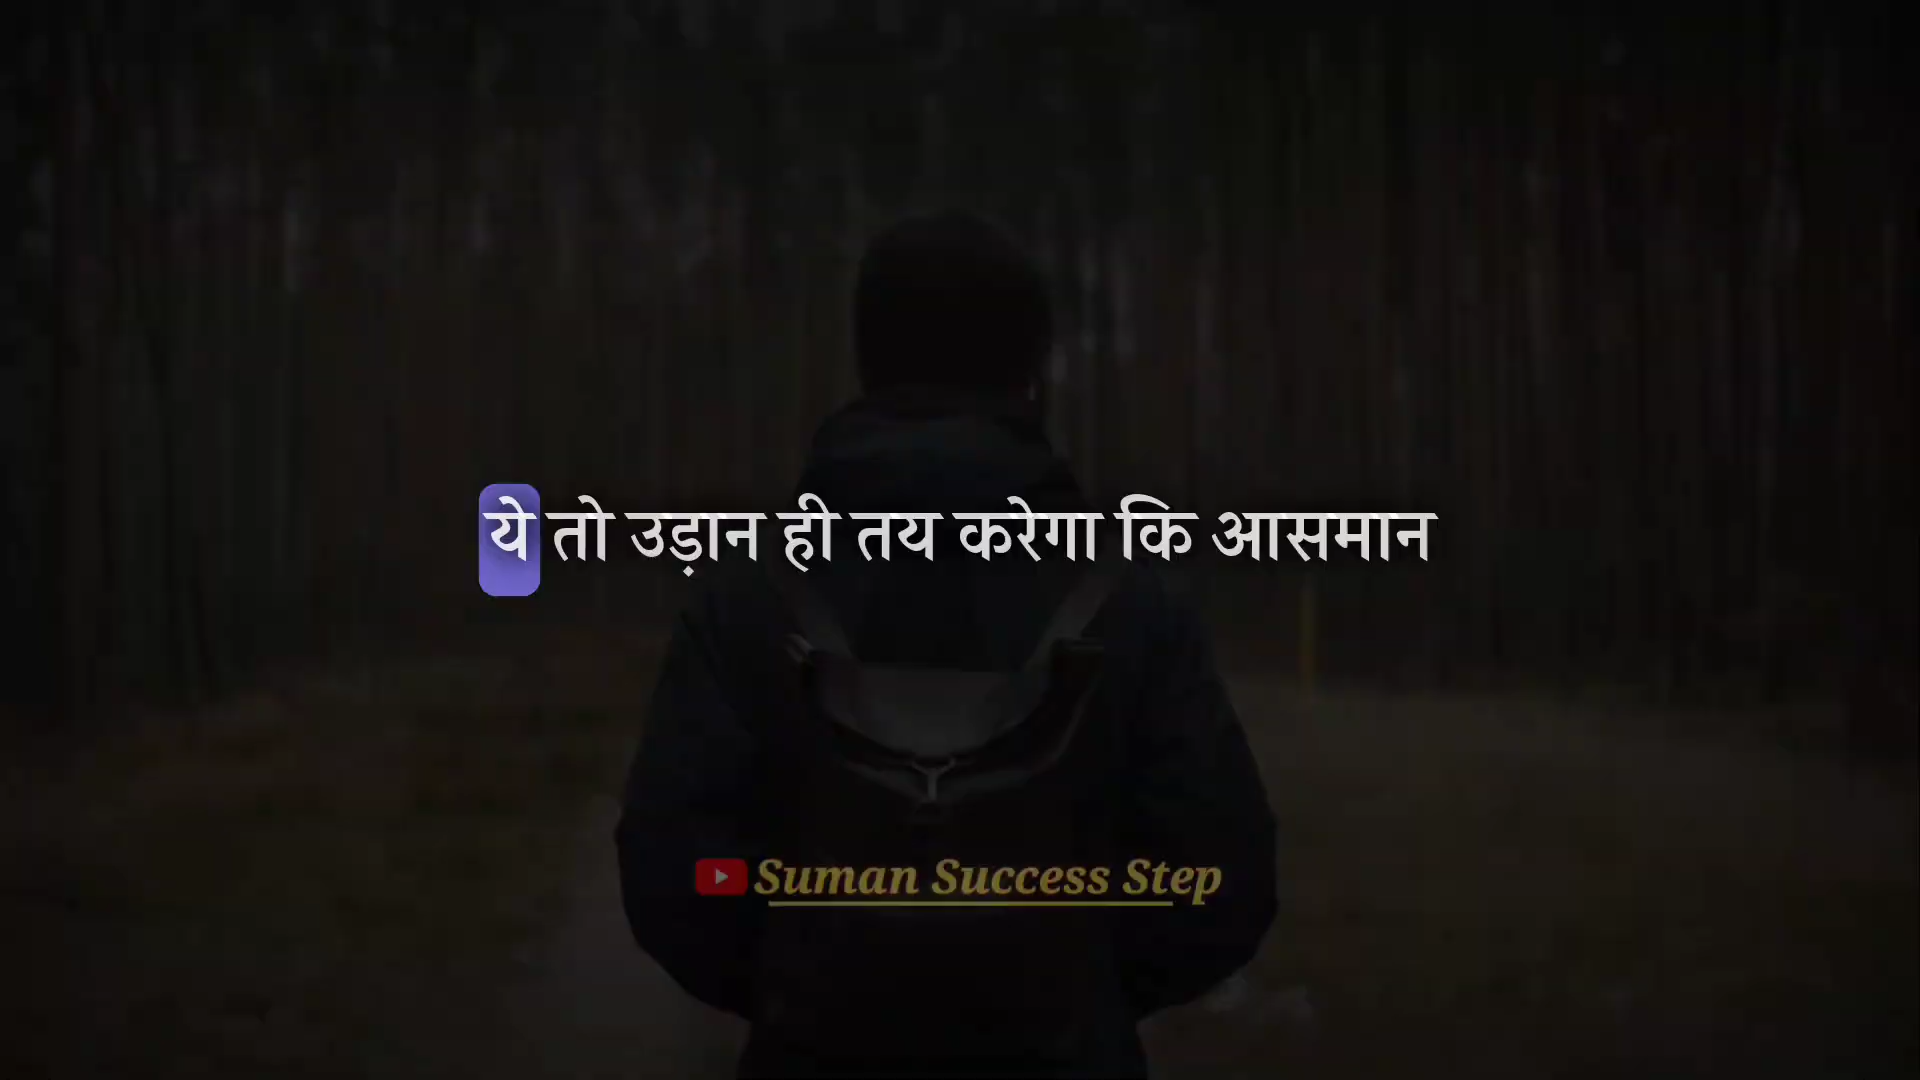 ये तो उड़ान ही तय करेगा कि आसमान
Suman Success Step